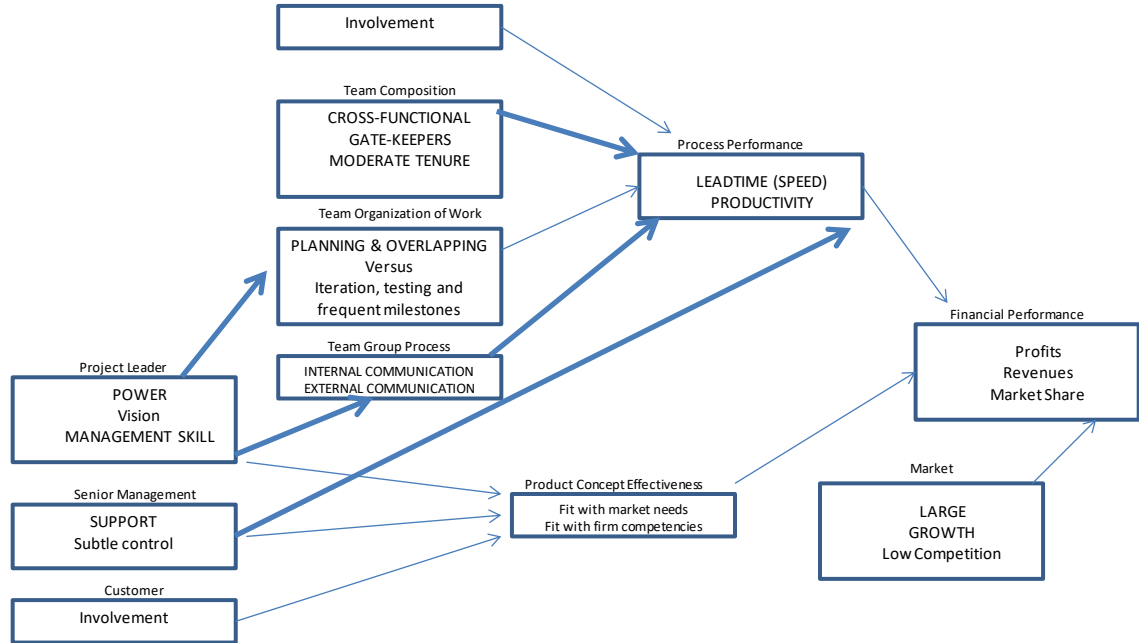 Involvement
Team Composition
CROSS-FUNCTIONAL
GATE-KEEPERS
MODERATE TENURE
Process Performance
LEADTIME (SPEED)
PRODUCTIVITY
Team Organization of Work
PLANNING & OVERLAPPING
Versus
Iteration, testing and
frequent milestones
Financial Performance
Profits
Revenues
Market Share
Team Group Process
INTERNAL COMMUNICATION
EXTERNAL COMMUNICATION
Project Leader
POWER
Vision
MANAGEMENT SKILL
Market
LARGE
GROWTH
Low Competition
Senior Management
SUPPORT
Subtle control
Product Concept Effectiveness
Fit with market needs
Fit with firm competencies
Customer
Involvement